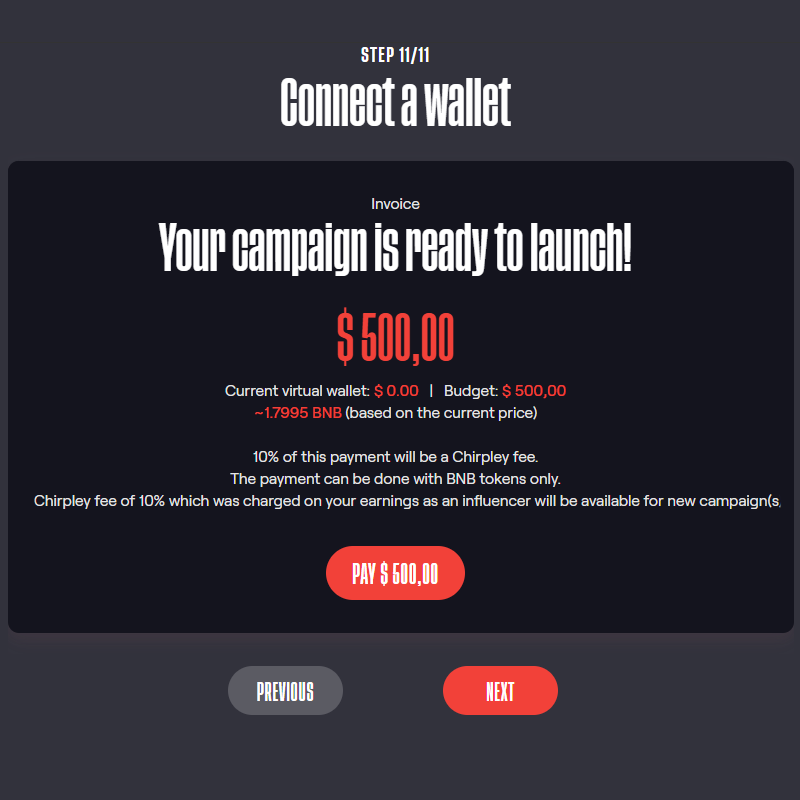 STEP 11/11
Connect a wallet
Invoice
Your campaign is ready to launch!
$ 500,00
Current virtual wallet: $ 0.00 | Budget: $ 500,00
~1.7995 BNB (based on the current price)
10% of this payment will be a Chirpley fee.
The payment can be done with BNB tokens only.
Chirpley fee of 10% which was charged on your earnings as an influencer will be available for new campaign(s,
PAY $ 500,00
PREVIOUS
NEXT